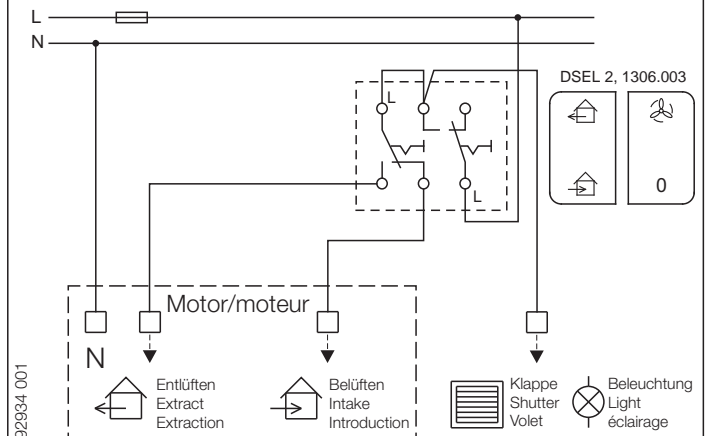 L
N
DSEL 2, 1306.003
L
L
0
Motor/moteur
N
Entlüften
Extract
Extraction
Belüften
Intake
Introduction
Klappe
Shutter
Volet
Beleuchtung
Light
éclairage
92934 001